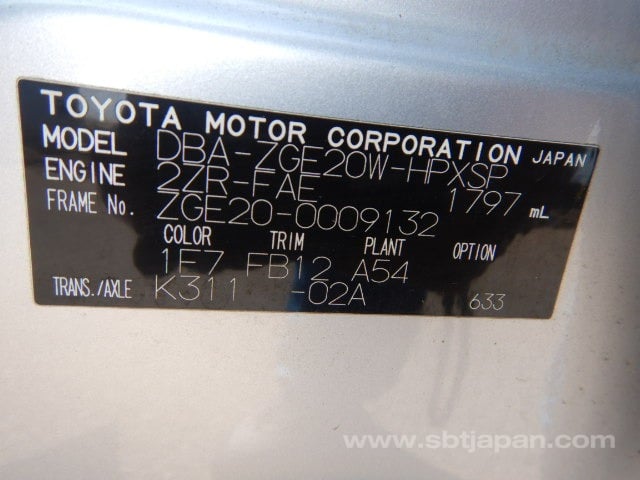 TOYOTA MOTOR CORPORATION JAPAN
MODEL DBA-ZGE20W-HPXSP
ENGINE 2ZR-FAE 1797 mL
FRAME No. ZGE20-0009132
COLOR TRIM PLANT OPTION
1F7 FB12 A54
TRANS./AXLE K311 -02A 633
www.sbtjapan.com